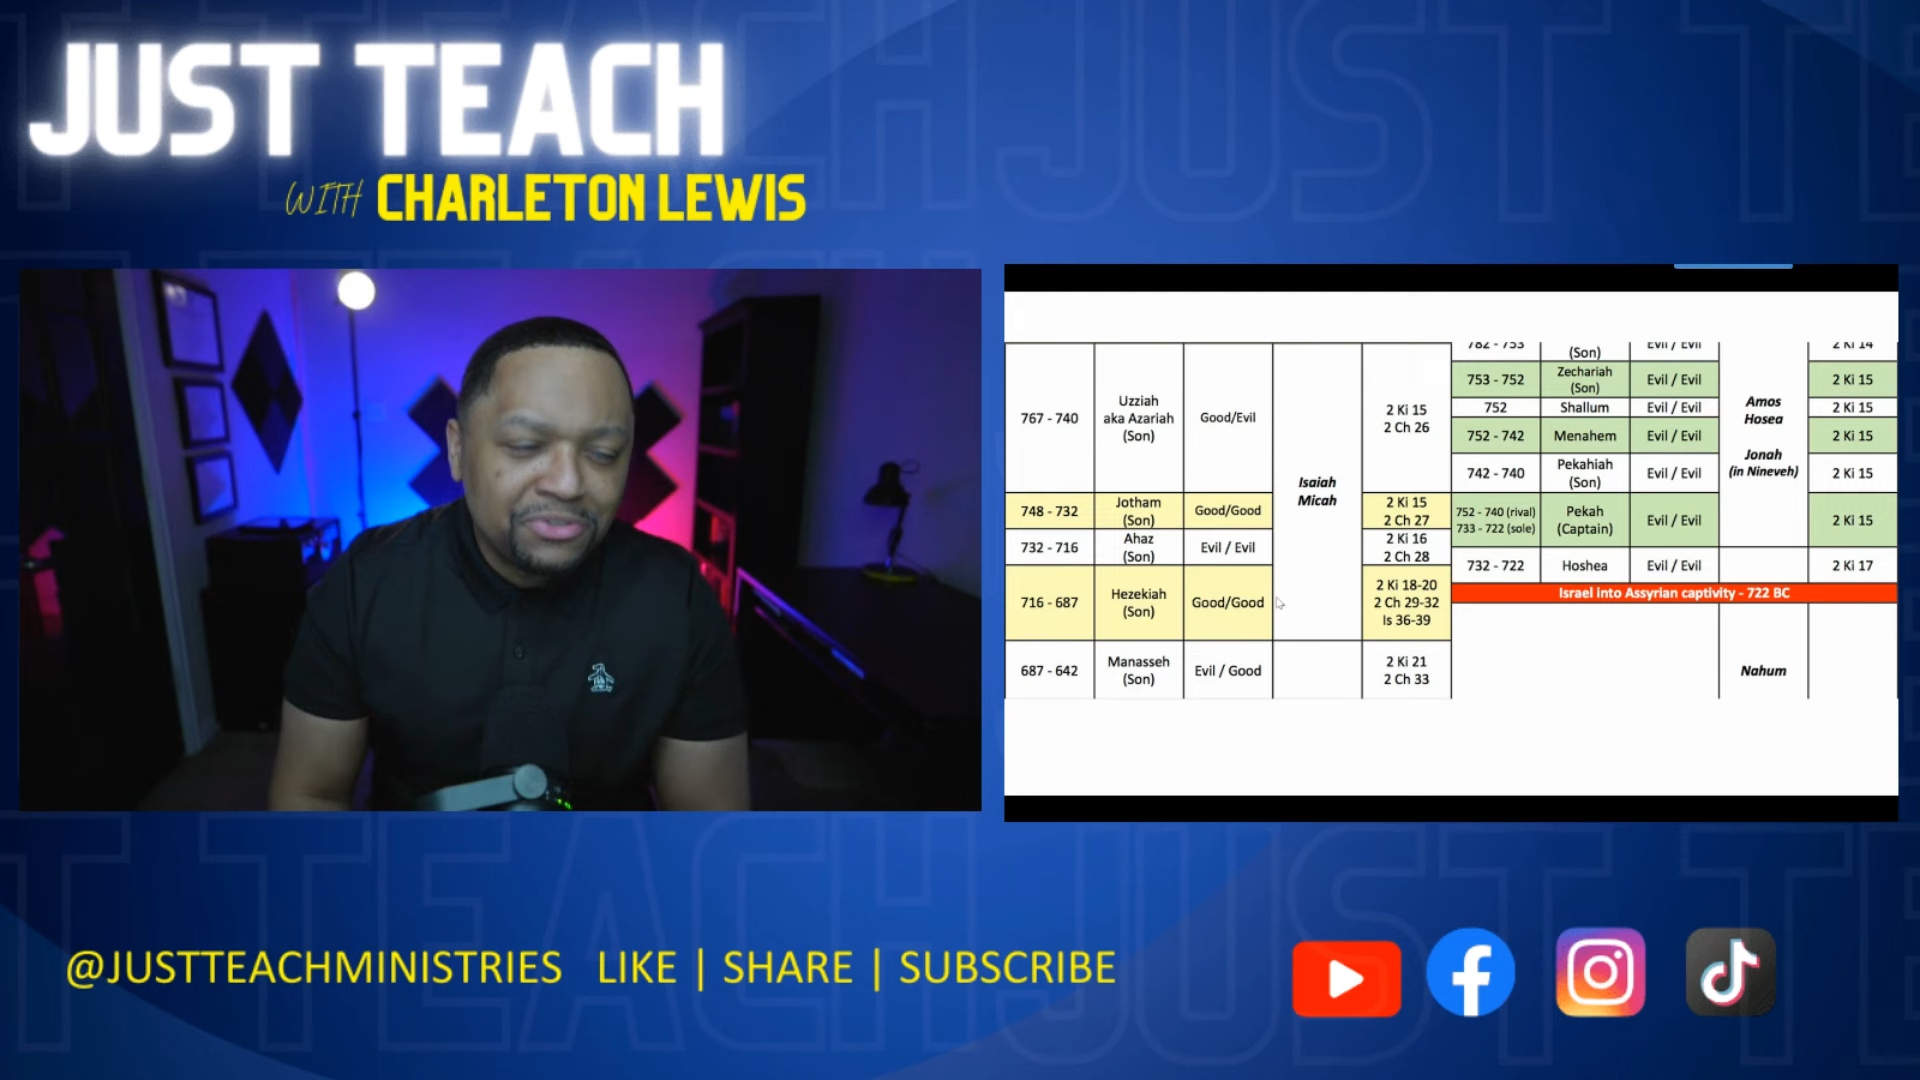 JUST TEACH
WITH CHARLETON LEWIS
767 - 740
Uzziah
aka Azariah
(Son)
Good/Evil
Isaiah
Micah
2 Ki 15
2 Ch 26
748 - 732
Jotham
(Son)
Good/Good
2 Ki 15
2 Ch 27
732 - 716
Ahaz
(Son)
Evil / Evil
2 Ki 16
2 Ch 28
716 - 687
Hezekiah
(Son)
Good/Good
2 Ki 18-20
2 Ch 29-32
Is 36-39
687 - 642
Manasseh
(Son)
Evil / Good
2 Ki 21
2 Ch 33
782 - 753
(Son)
Evil / Evil
2 Ki 14
753 - 752
Zechariah
(Son)
Evil / Evil
2 Ki 15
752
Shallum
Evil / Evil
2 Ki 15
752 - 742
Menahem
Evil / Evil
2 Ki 15
742 - 740
Pekahiah
(Son)
Evil / Evil
2 Ki 15
752 - 740 (rival)
733 - 722 (sole)
Pekah
(Captain)
Evil / Evil
2 Ki 15
Amos
Hosea
Jonah
(in Nineveh)
732 - 722
Hoshea
Evil / Evil
2 Ki 17
Israel into Assyrian captivity - 722 BC
Nahum
@JUSTTEACHMINISTRIES LIKE | SHARE | SUBSCRIBE